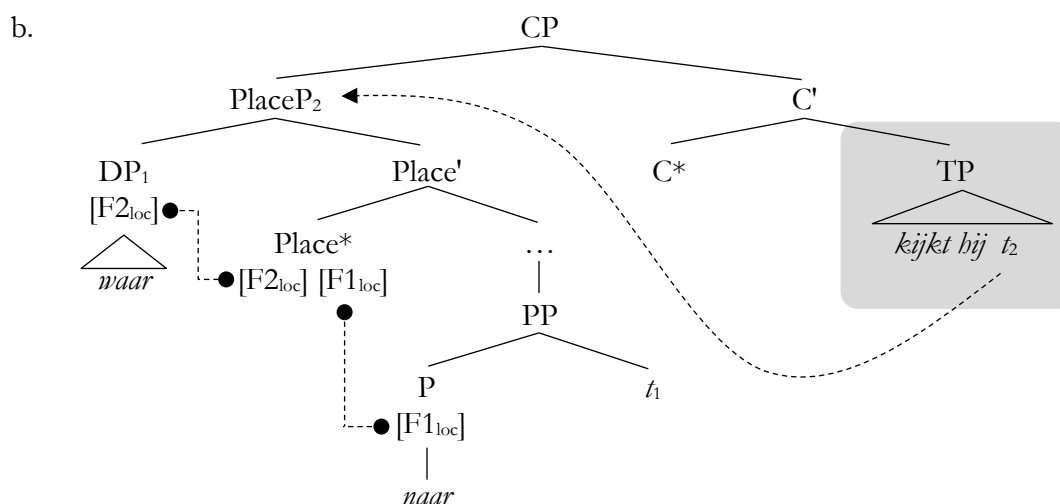 b.
CP
PlaceP₂ C'
DP₁ Place' C* TP
[F2loc] Place* … kijkt hij t₂
waar [F2loc] [F1loc]
PP
P t₁
[F1loc]
naar